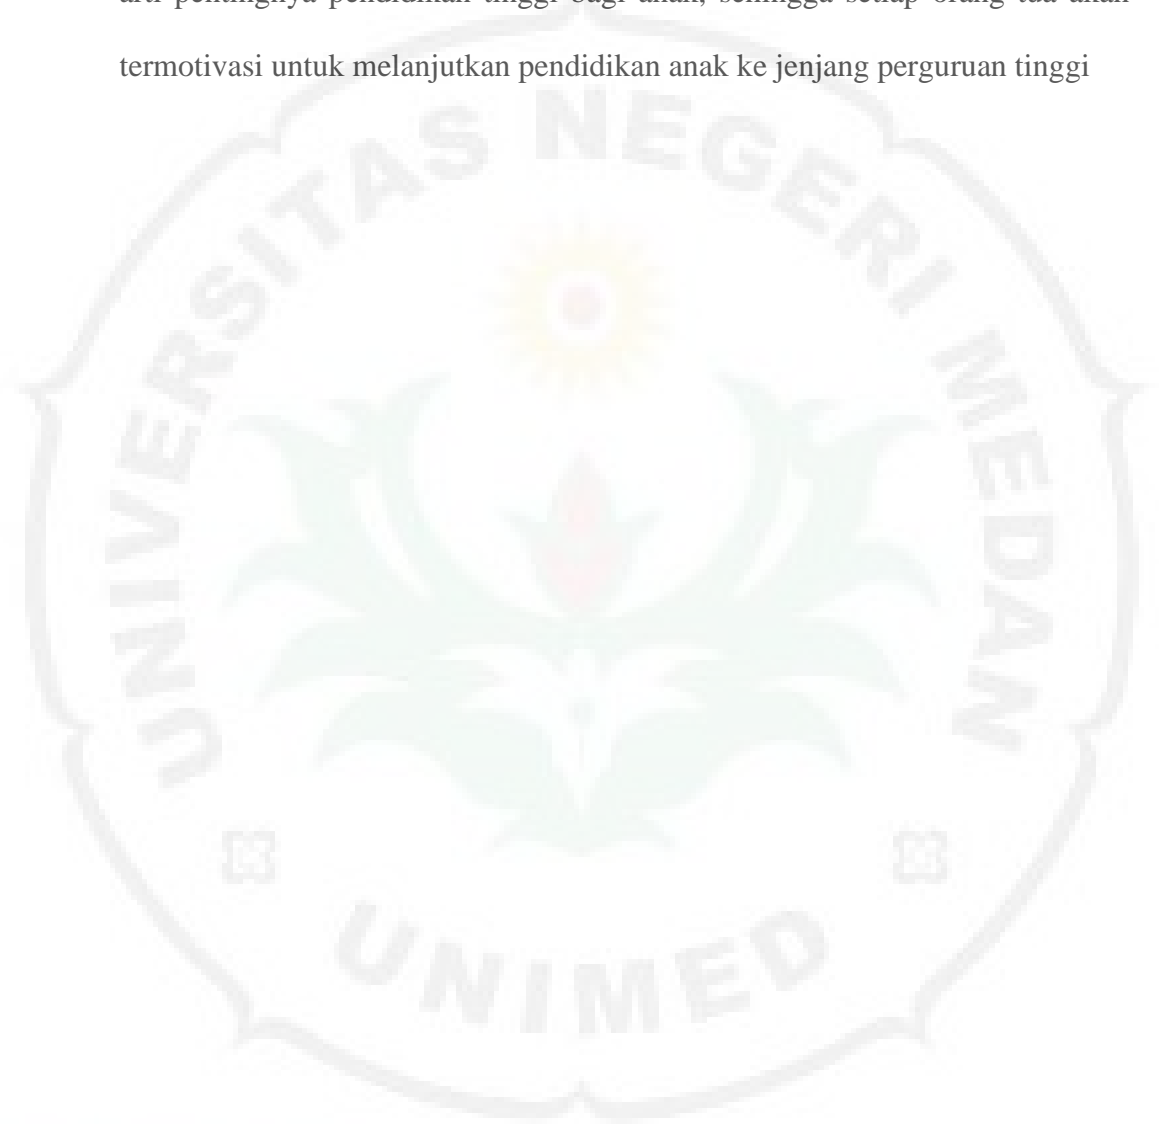 arti pentingnya pendidikan tinggi bagi anak, sehingga setiap orang tua akan
termotivasi untuk melanjutkan pendidikan anak ke jenjang perguruan tinggi
UNIVERSITAS NEGERI MEDAN
UNIMED